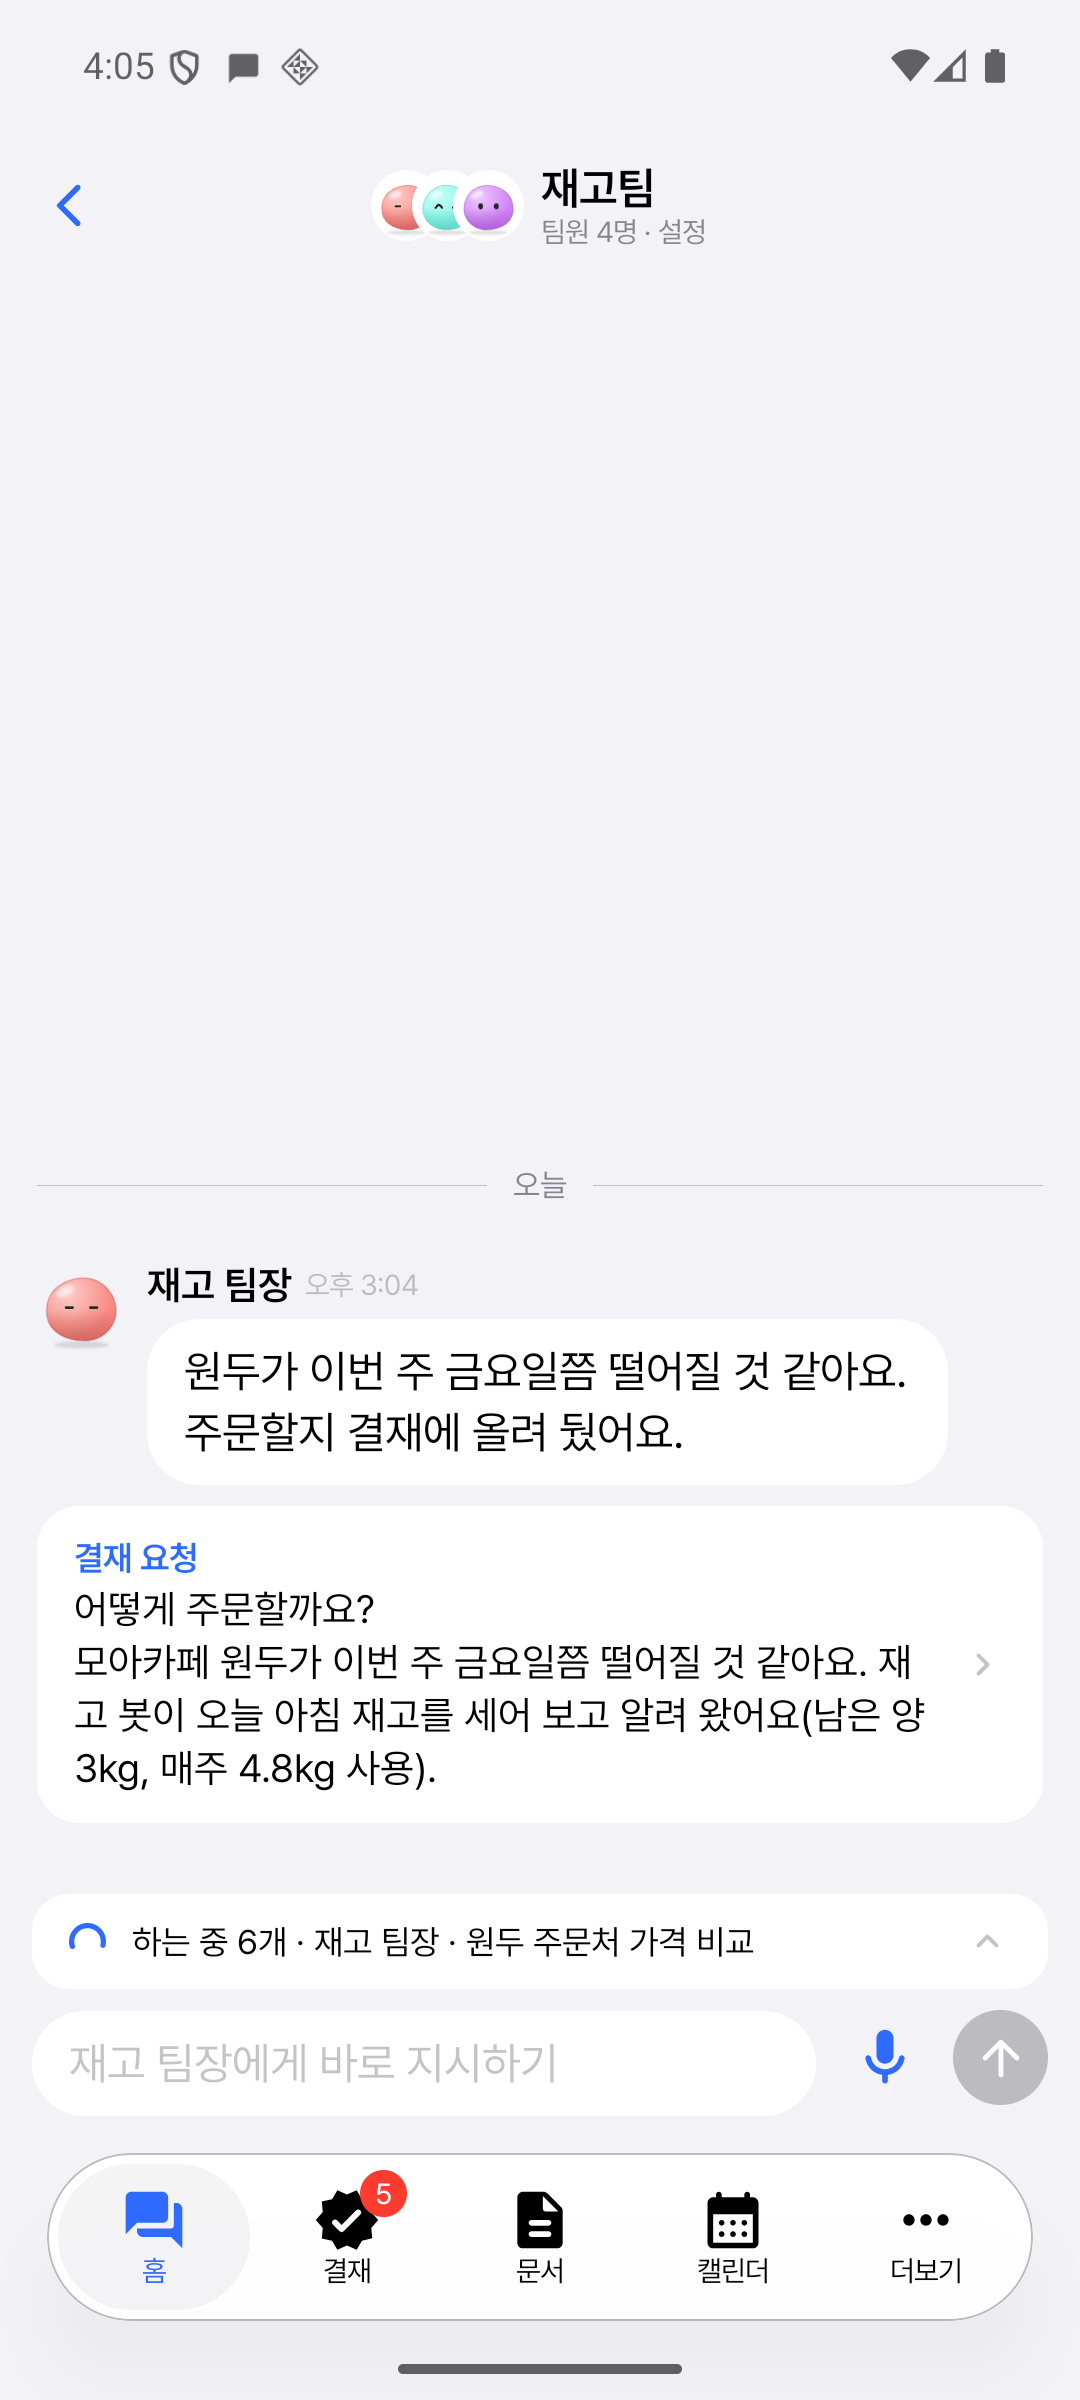 4:05
재고팀
팀원 4명 · 설정
오늘
재고 팀장 오후 3:04
원두가 이번 주 금요일쯤 떨어질 것 같아요.
주문할지 결재에 올려 뒀어요.
결재 요청
어떻게 주문할까요?
모아카페 원두가 이번 주 금요일쯤 떨어질 것 같아요. 재
고 봇이 오늘 아침 재고를 세어 보고 알려 왔어요(남은 양
3kg, 매주 4.8kg 사용).
하는 중 6개 · 재고 팀장 · 원두 주문처 가격 비교
재고 팀장에게 바로 지시하기
5
홈 결재 문서 캘린더 더보기